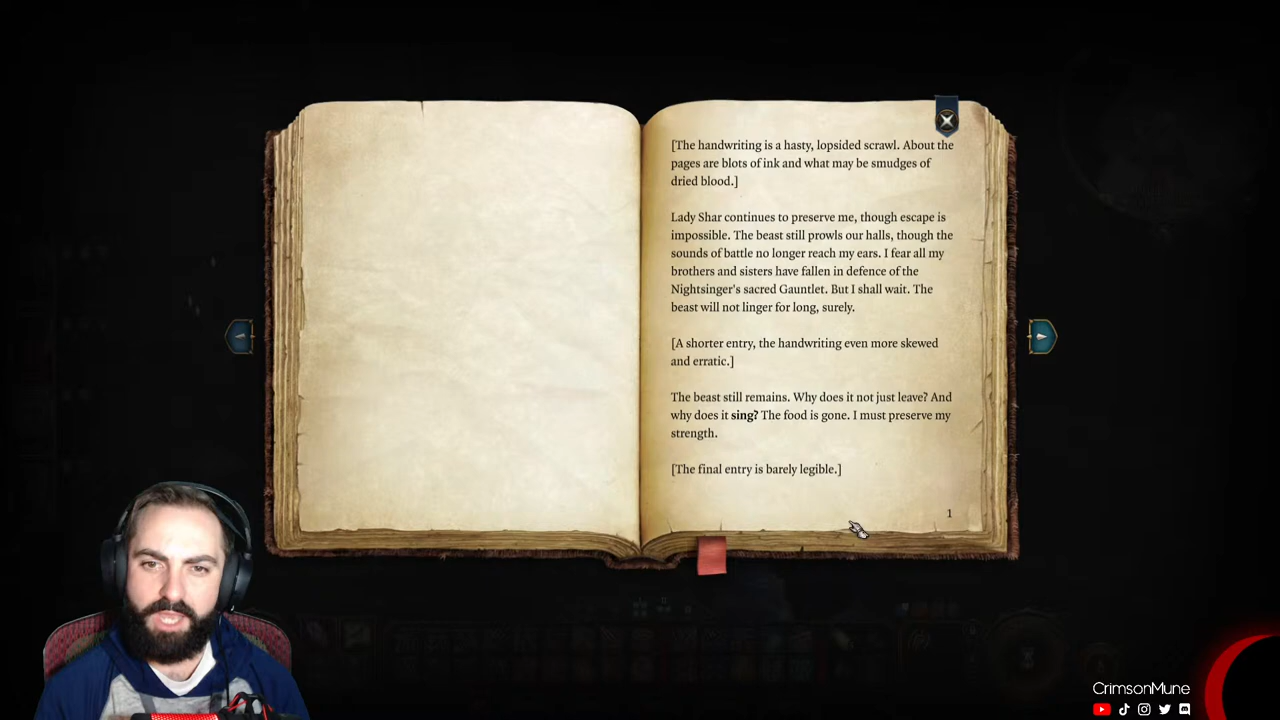 [The handwriting is a hasty, lopsided scrawl. About the
pages are blots of ink and what may be smudges of
dried blood.]
Lady Shar continues to preserve me, though escape is
impossible. The beast still prowls our halls, though the
sounds of battle no longer reach my ears. I fear all my
brothers and sisters have fallen in defence of the
Nightsinger's sacred Gauntlet. But I shall wait. The
beast will not linger for long, surely.
[A shorter entry, the handwriting even more skewed
and erratic.]
The beast still remains. Why does it not just leave? And
why does it sing? The food is gone. I must preserve my
strength.
[The final entry is barely legible.]
1
CrimsonMune